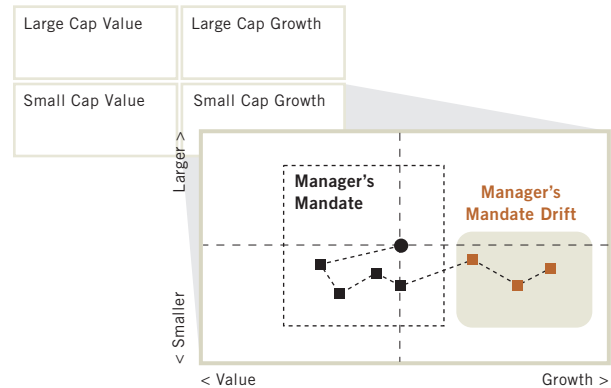 Large Cap Value
Large Cap Growth
Small Cap Value
Small Cap Growth
Larger >
< Smaller
Manager's
Mandate
Manager's
Mandate Drift
< Value
Growth >